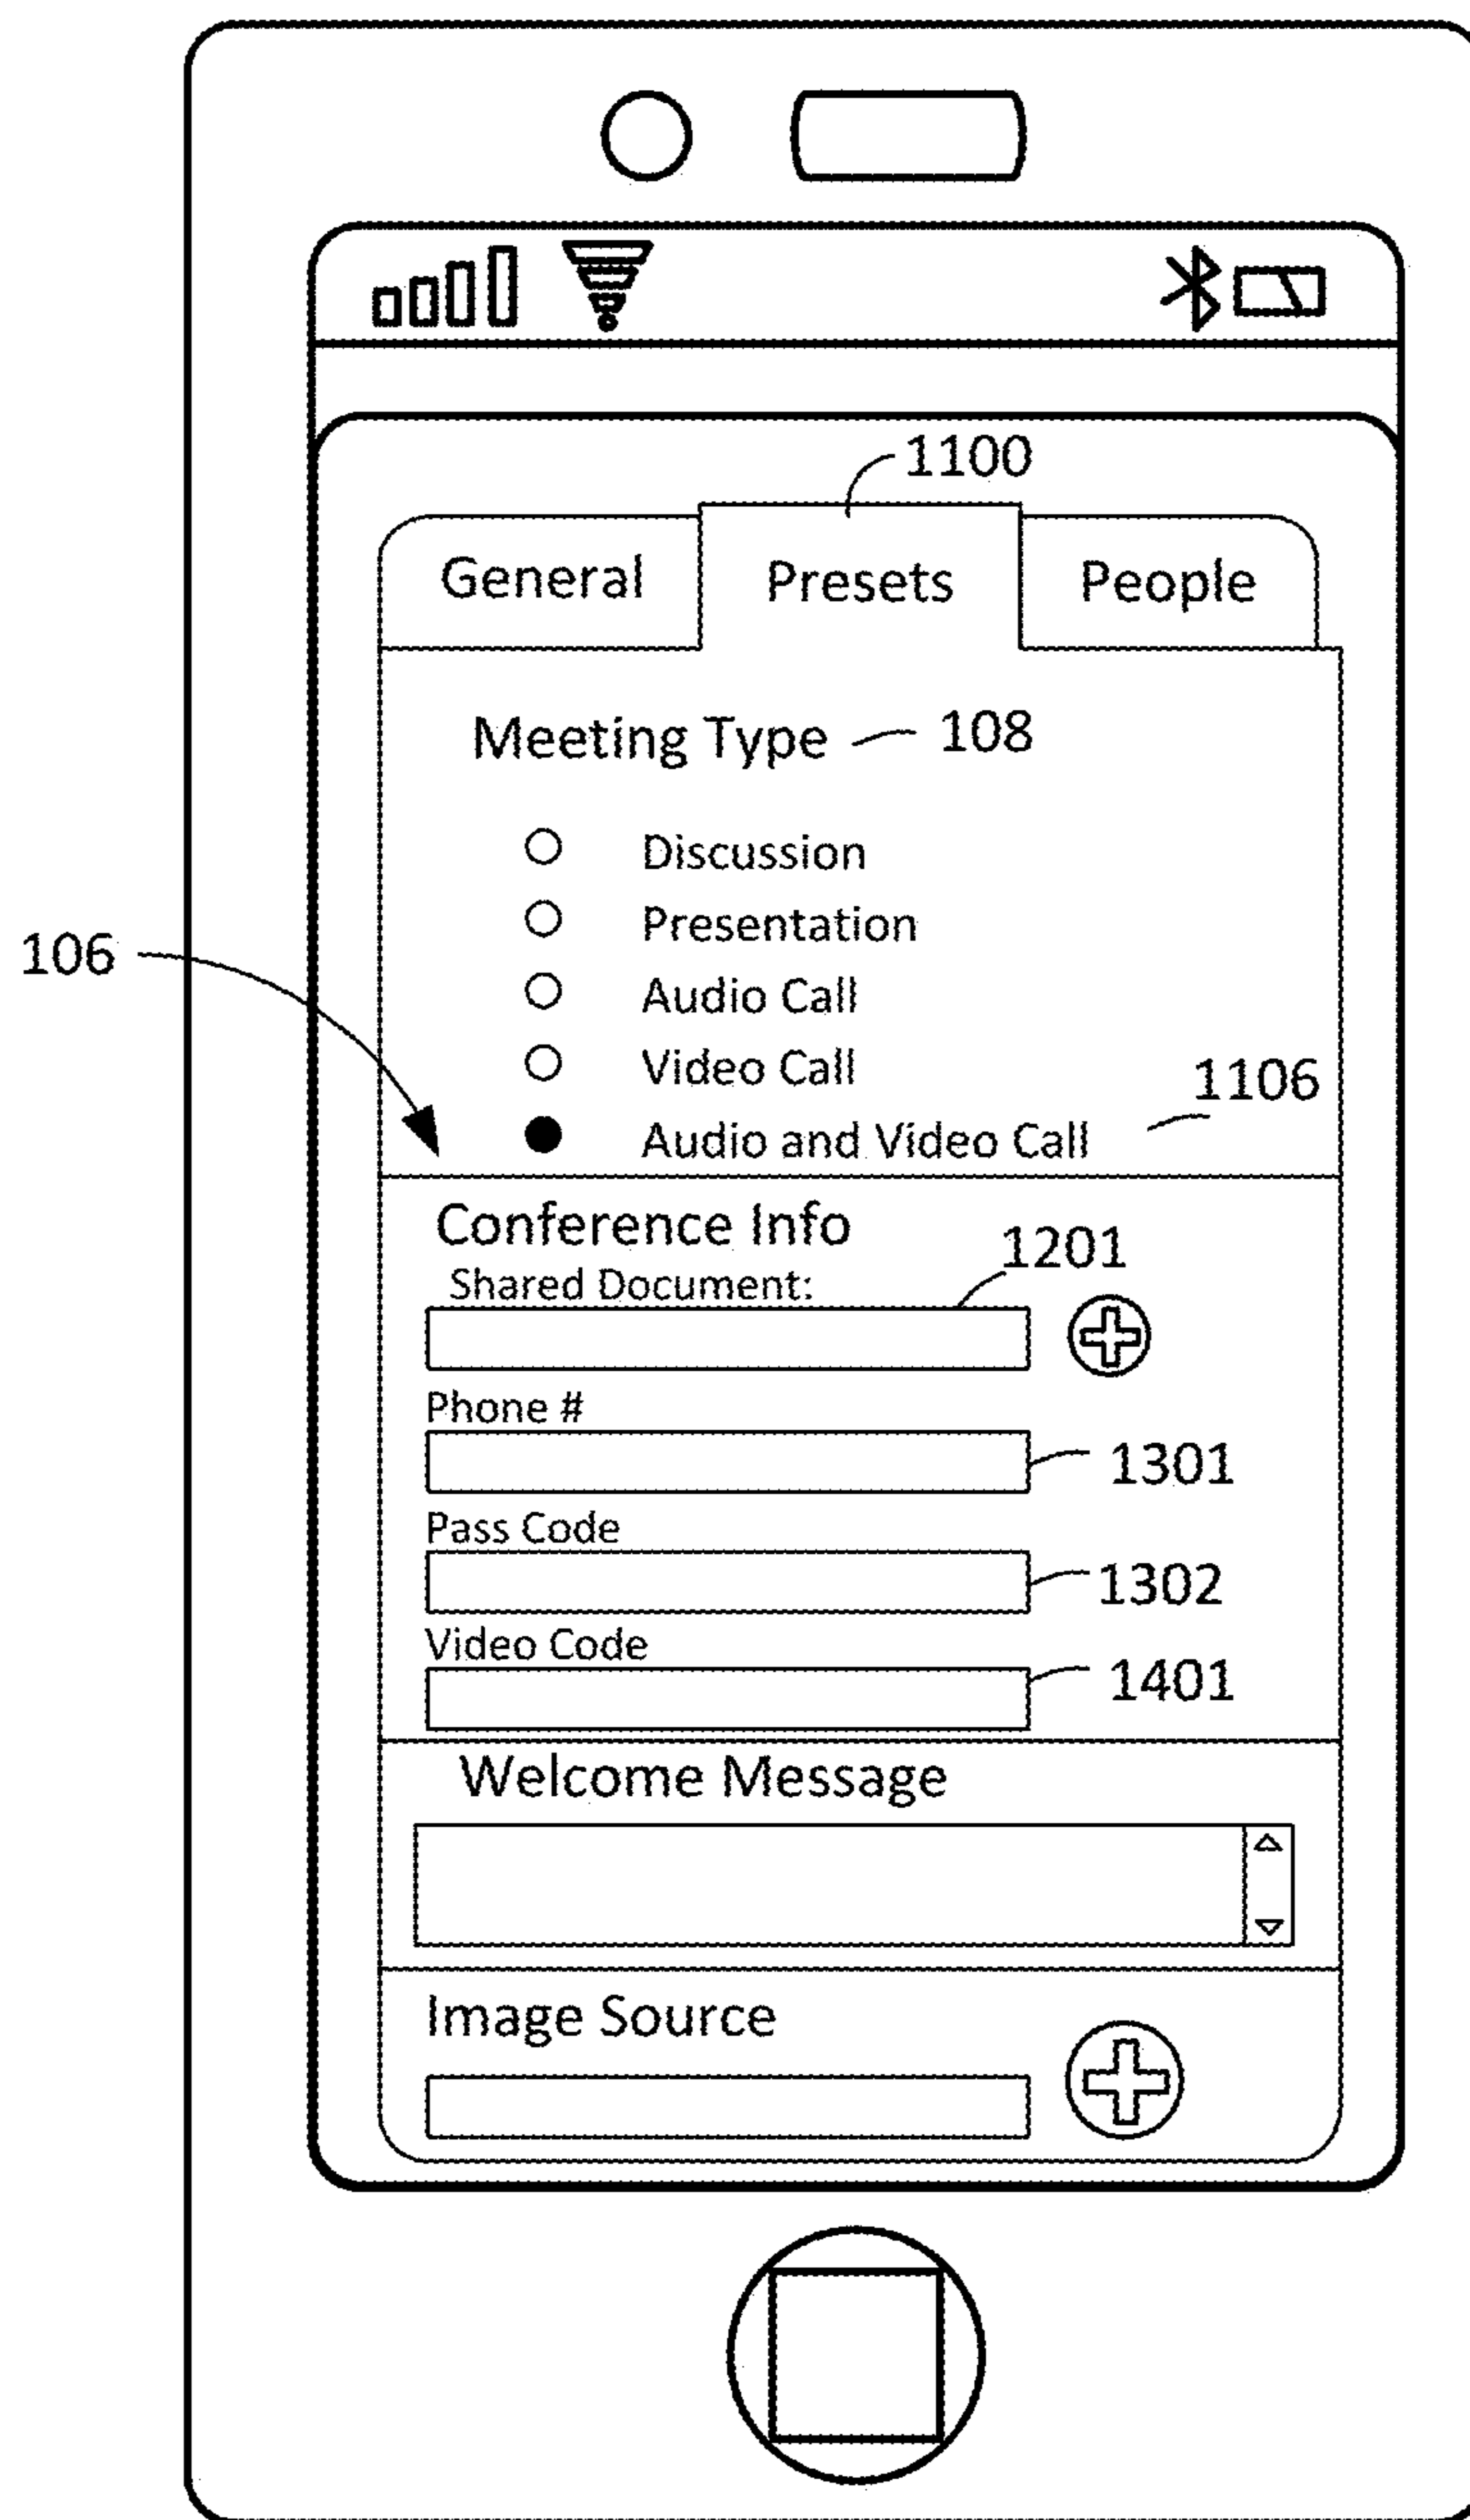 1100
General Presets People
Meeting Type 108
Discussion
Presentation
106
Audio Call
Video Call
1106
Audio and Video Call
Conference Info
1201
Shared Document:
Phone #
1301
Pass Code
1302
Video Code
1401
Welcome Message
Image Source